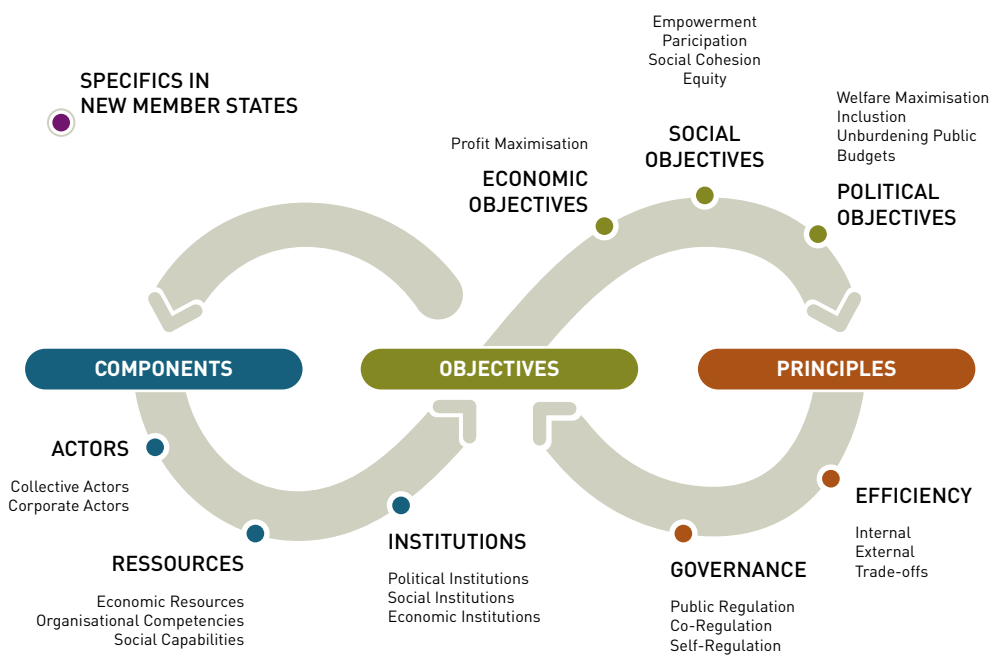 SPECIFICS IN
NEW MEMBER STATES
Empowerment
Paricipation
Social Cohesion
Equity
SOCIAL
OBJECTIVES
Welfare Maximisation
Inclustion
Unburdening Public
Budgets
POLITICAL
OBJECTIVES
Profit Maximisation
ECONOMIC
OBJECTIVES
COMPONENTS
OBJECTIVES
PRINCIPLES
ACTORS
Collective Actors
Corporate Actors
RESSOURCES
Economic Resources
Organisational Competencies
Social Capabilities
INSTITUTIONS
Political Institutions
Social Institutions
Economic Institutions
GOVERNANCE
Public Regulation
Co-Regulation
Self-Regulation
EFFICIENCY
Internal
External
Trade-offs